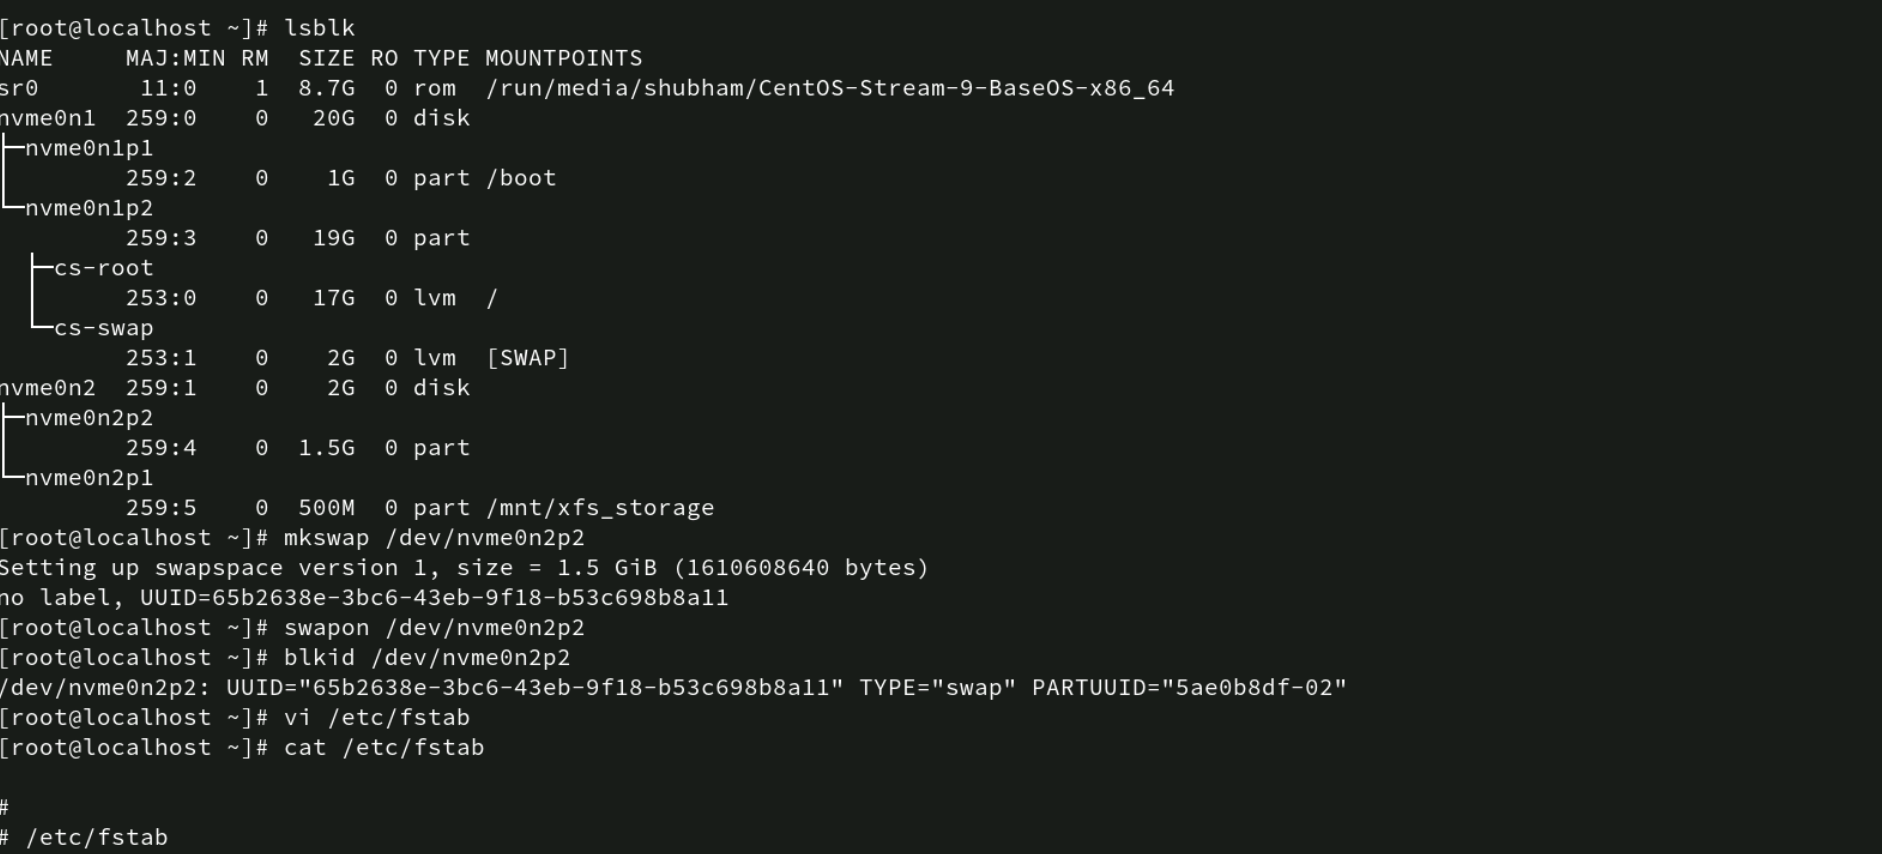 [root@localhost ~]# lsblk
NAME     MAJ:MIN RM  SIZE RO TYPE MOUNTPOINTS
sr0       11:0    1  8.7G  0 rom  /run/media/shubham/CentOS-Stream-9-BaseOS-x86_64
nvme0n1  259:0    0   20G  0 disk
├─nvme0n1p1
│        259:2    0    1G  0 part /boot
└─nvme0n1p2
         259:3    0   19G  0 part
  ├─cs-root
  │      253:0    0   17G  0 lvm  /
  └─cs-swap
         253:1    0    2G  0 lvm  [SWAP]
nvme0n2  259:1    0    2G  0 disk
├─nvme0n2p2
│        259:4    0  1.5G  0 part
└─nvme0n2p1
         259:5    0  500M  0 part /mnt/xfs_storage
[root@localhost ~]# mkswap /dev/nvme0n2p2
Setting up swapspace version 1, size = 1.5 GiB (1610608640 bytes)
no label, UUID=65b2638e-3bc6-43eb-9f18-b53c698b8a11
[root@localhost ~]# swapon /dev/nvme0n2p2
[root@localhost ~]# blkid /dev/nvme0n2p2
/dev/nvme0n2p2: UUID="65b2638e-3bc6-43eb-9f18-b53c698b8a11" TYPE="swap" PARTUUID="5ae0b8df-02"
[root@localhost ~]# vi /etc/fstab
[root@localhost ~]# cat /etc/fstab

#
# /etc/fstab